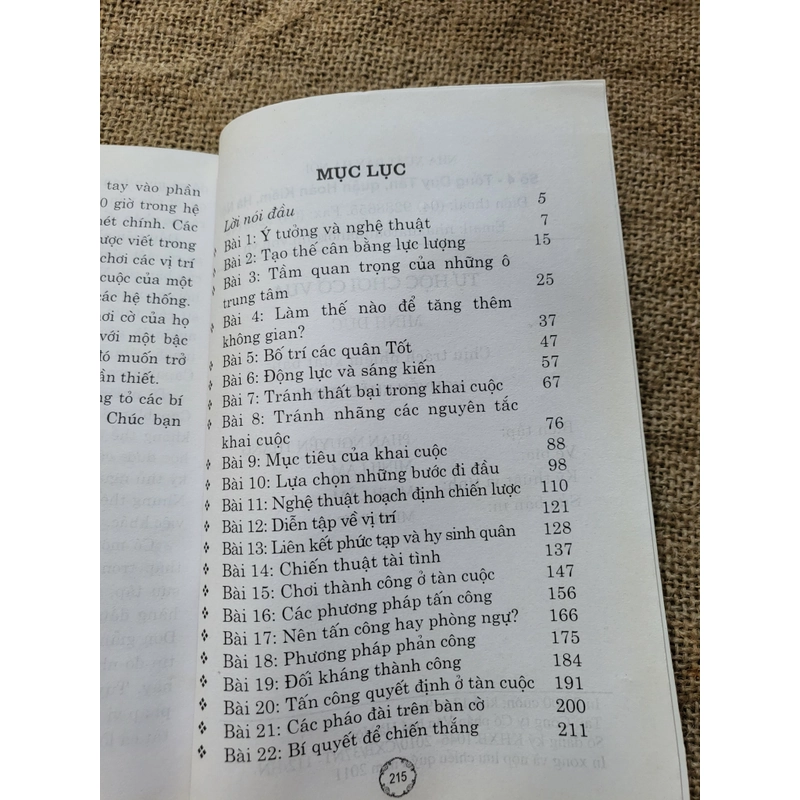 tay vào phần
0 giờ trong hệ
nét chính. Các
ược viết trong
chơi các vị trí
cuộc của một
các hệ thống.
ơi cờ của họ
với một bậc
đó muốn trở
ần thiết.
ng tỏ các bí
Chúc bạn
MỤC LỤC
Lời nói đầu 5
Bài 1: Ý tưởng và nghệ thuật 7
Bài 2: Tạo thế cân bằng lực lượng 15
Bài 3: Tầm quan trọng của những ô
trung tâm 25
Bài 4: Làm thế nào để tăng thêm
không gian? 37
Bài 5: Bố trí các quân Tốt 47
Bài 6: Động lực và sáng kiến 57
Bài 7: Tránh thất bại trong khai cuộc 67
Bài 8: Tránh nhãng các nguyên tắc
khai cuộc 76
Bài 9: Mục tiêu của khai cuộc 88
Bài 10: Lựa chọn những bước đi đầu 98
Bài 11: Nghệ thuật hoạch định chiến lược 110
Bài 12: Diễn tập về vị trí 121
Bài 13: Liên kết phức tạp và hy sinh quân 128
Bài 14: Chiến thuật tài tình 137
Bài 15: Chơi thành công ở tàn cuộc 147
Bài 16: Các phương pháp tấn công 156
Bài 17: Nên tấn công hay phòng ngự? 166
Bài 18: Phương pháp phản công 175
Bài 19: Đối kháng thành công 184
Bài 20: Tấn công quyết định ở tàn cuộc 191
Bài 21: Các pháo đài trên bàn cờ 200
Bài 22: Bí quyết để chiến thắng 211
215